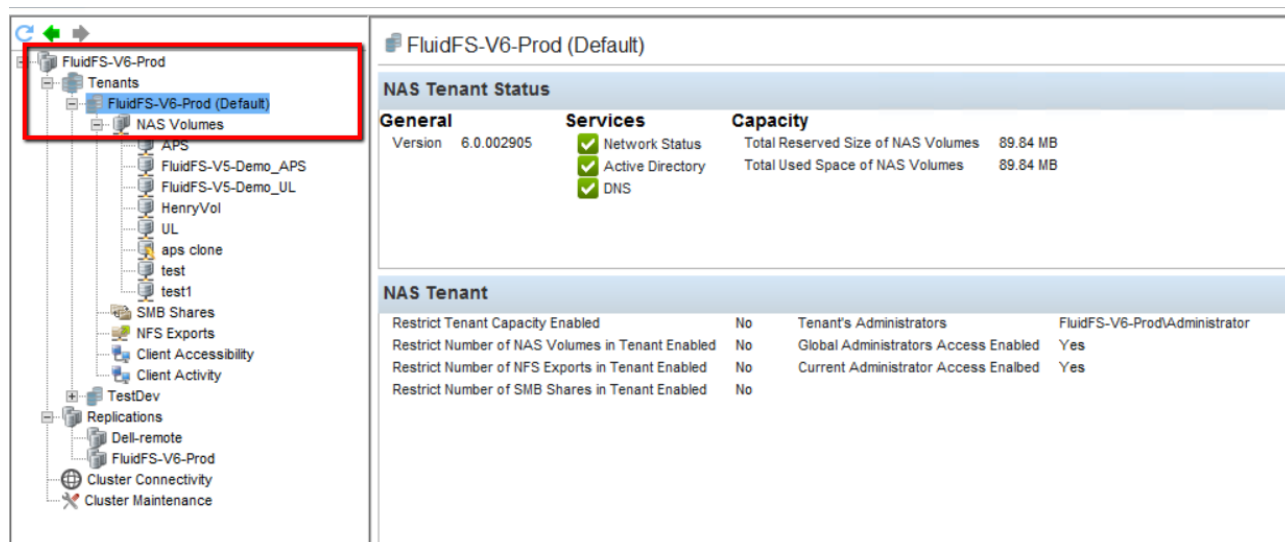 FluidFS-V6-Prod
Tenants
FluidFS-V6-Prod (Default)
NAS Volumes
APS
FluidFS-V5-Demo_APS
FluidFS-V5-Demo_UL
HenryVol
UL
aps clone
test
test1
SMB Shares
NFS Exports
Client Accessibility
Client Activity
TestDev
Replications
Dell-remote
FluidFS-V6-Prod
Cluster Connectivity
Cluster Maintenance
FluidFS-V6-Prod (Default)
NAS Tenant Status
General Services Capacity
Version 6.0.002905 Network Status Total Reserved Size of NAS Volumes 89.84 MB
Active Directory Total Used Space of NAS Volumes 89.84 MB
DNS
NAS Tenant
Restrict Tenant Capacity Enabled No Tenant's Administrators FluidFS-V6-Prod\Administrator
Restrict Number of NAS Volumes in Tenant Enabled No Global Administrators Access Enabled Yes
Restrict Number of NFS Exports in Tenant Enabled No Current Administrator Access Enalbed Yes
Restrict Number of SMB Shares in Tenant Enabled No